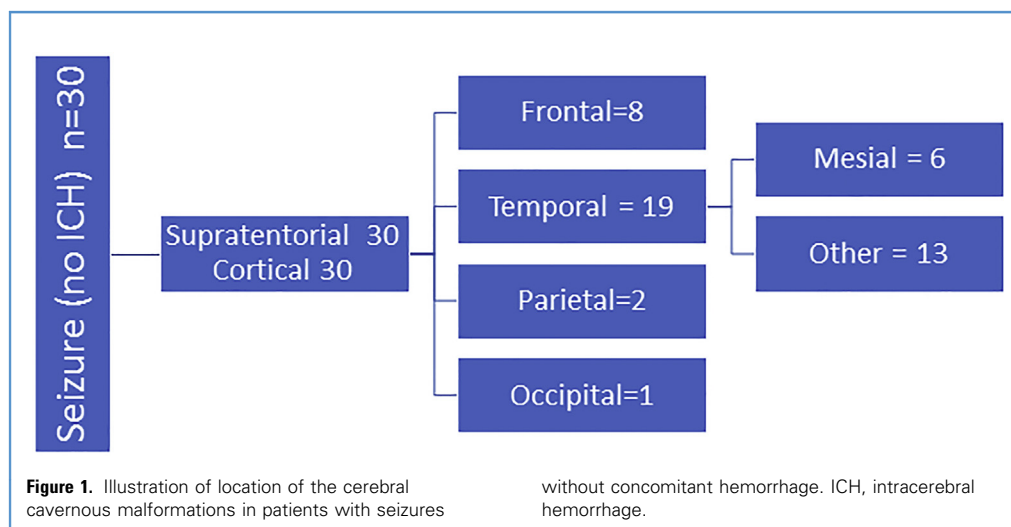 Seizure (no ICH) n=30
Supratentorial 30
Cortical 30
Frontal=8
Temporal = 19
Parietal=2
Occipital=1
Mesial = 6
Other = 13
Figure 1. Illustration of location of the cerebral
cavernous malformations in patients with seizures
without concomitant hemorrhage. ICH, intracerebral
hemorrhage.